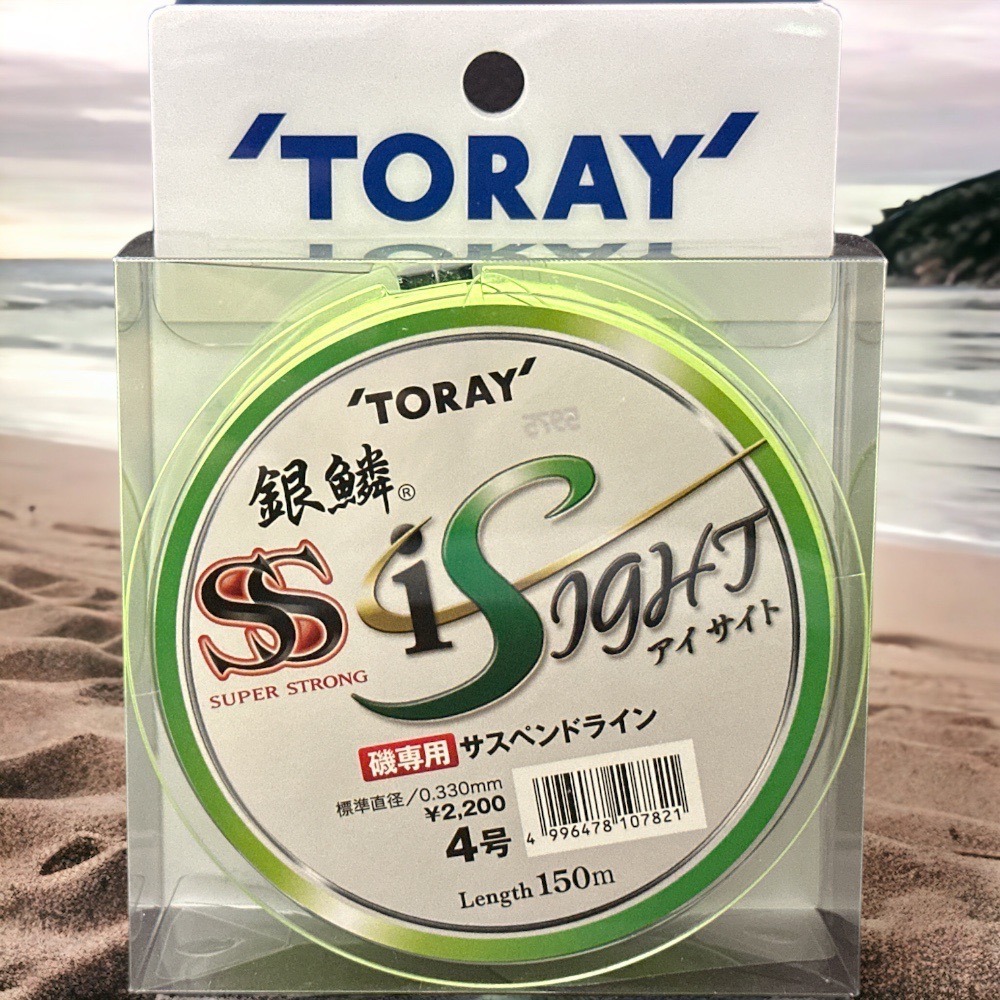 TORAY
TORAY
5975
銀鱗®
SS
SUPER STRONG
iSIGHT
アイサイト
磯専用 サスペンドライン
標準直径/0.330mm
¥2,200
4号
4 996478 107821
Length 150m